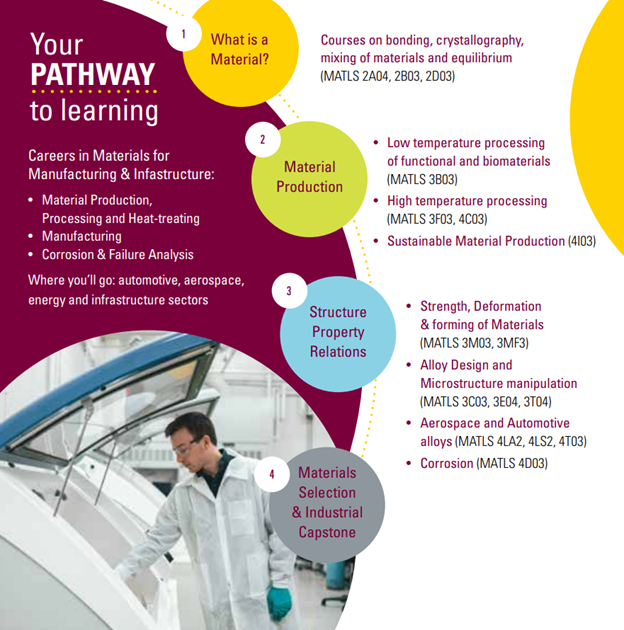 Your
PATHWAY
to learning
Careers in Materials for
Manufacturing & Infastructure:
• Material Production,
Processing and Heat-treating
• Manufacturing
• Corrosion & Failure Analysis
Where you'll go: automotive, aerospace,
energy and infrastructure sectors
1
What is a
Material?
Courses on bonding, crystallography,
mixing of materials and equilibrium
(MATLS 2A04, 2B03, 2D03)
2
Material
Production
• Low temperature processing
of functional and biomaterials
(MATLS 3B03)
• High temperature processing
(MATLS 3F03, 4C03)
• Sustainable Material Production (4I03)
3
Structure
Property
Relations
• Strength, Deformation
& forming of Materials
(MATLS 3M03, 3MF3)
• Alloy Design and
Microstructure manipulation
(MATLS 3C03, 3E04, 3T04)
• Aerospace and Automotive
alloys (MATLS 4LA2, 4LS2, 4T03)
• Corrosion (MATLS 4D03)
4
Materials
Selection
& Industrial
Capstone